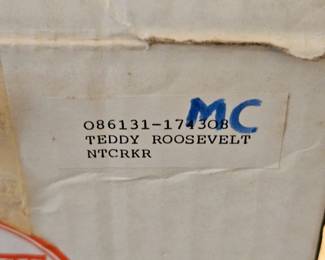 MC
086131-174308
TEDDY ROOSEVELT
NTCRKR